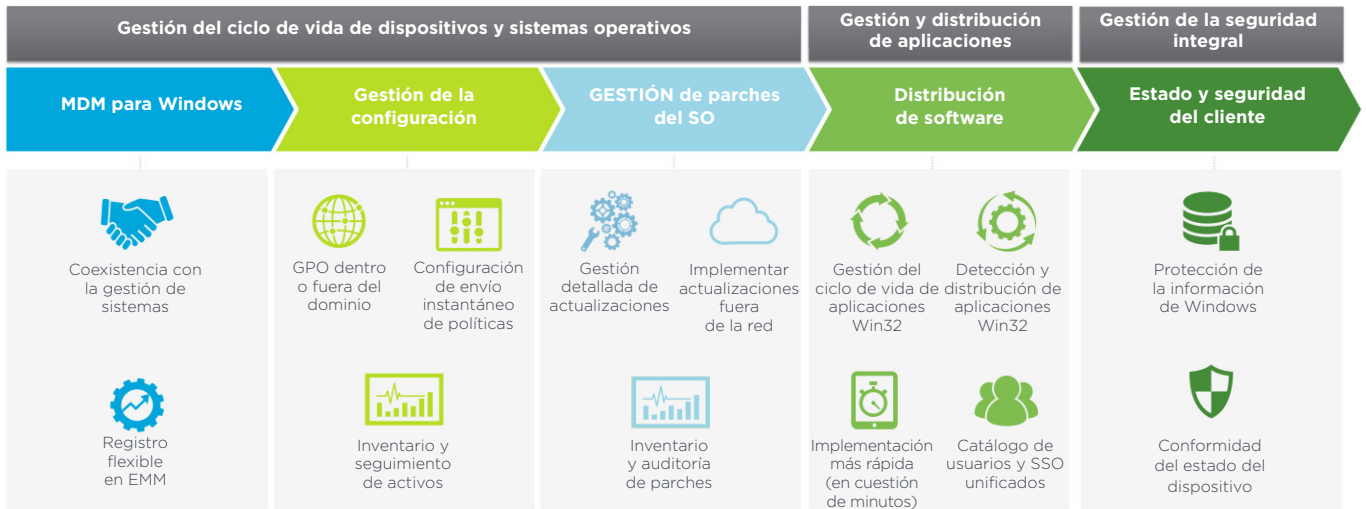 Gestión del ciclo de vida de dispositivos y sistemas operativos
Gestión y distribución
de aplicaciones
Gestión de la seguridad
integral
MDM para Windows
Gestión de la
configuración
GESTIÓN de parches
del SO
Distribución
de software
Estado y seguridad
del cliente
Coexistencia con
la gestión de
sistemas
Registro
flexible
en EMM
GPO dentro
o fuera del
dominio
Configuración
de envío
instantáneo
de políticas
Inventario y
seguimiento
de activos
Gestión
detallada de
actualizaciones
Implementar
actualizaciones
fuera
de la red
Inventario
y auditoría
de parches
Gestión del
ciclo de vida de
aplicaciones
Win32
Detección y
distribución de
aplicaciones
Win32
Implementación
más rápida
(en cuestión
de minutos)
Catálogo de
usuarios y SSO
unificados
Protección de
la información
de Windows
Conformidad
del estado del
dispositivo